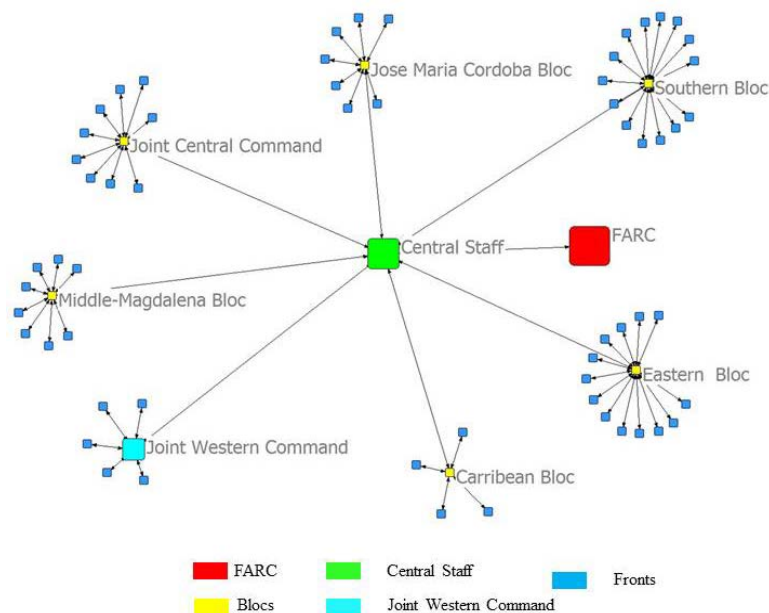 Jose Maria Cordoba Bloc
Southern Bloc
Joint Central Command
Central Staff
FARC
Middle-Magdalena Bloc
Eastern Bloc
Joint Western Command
Carribean Bloc
FARC
Central Staff
Fronts
Blocs
Joint Western Command